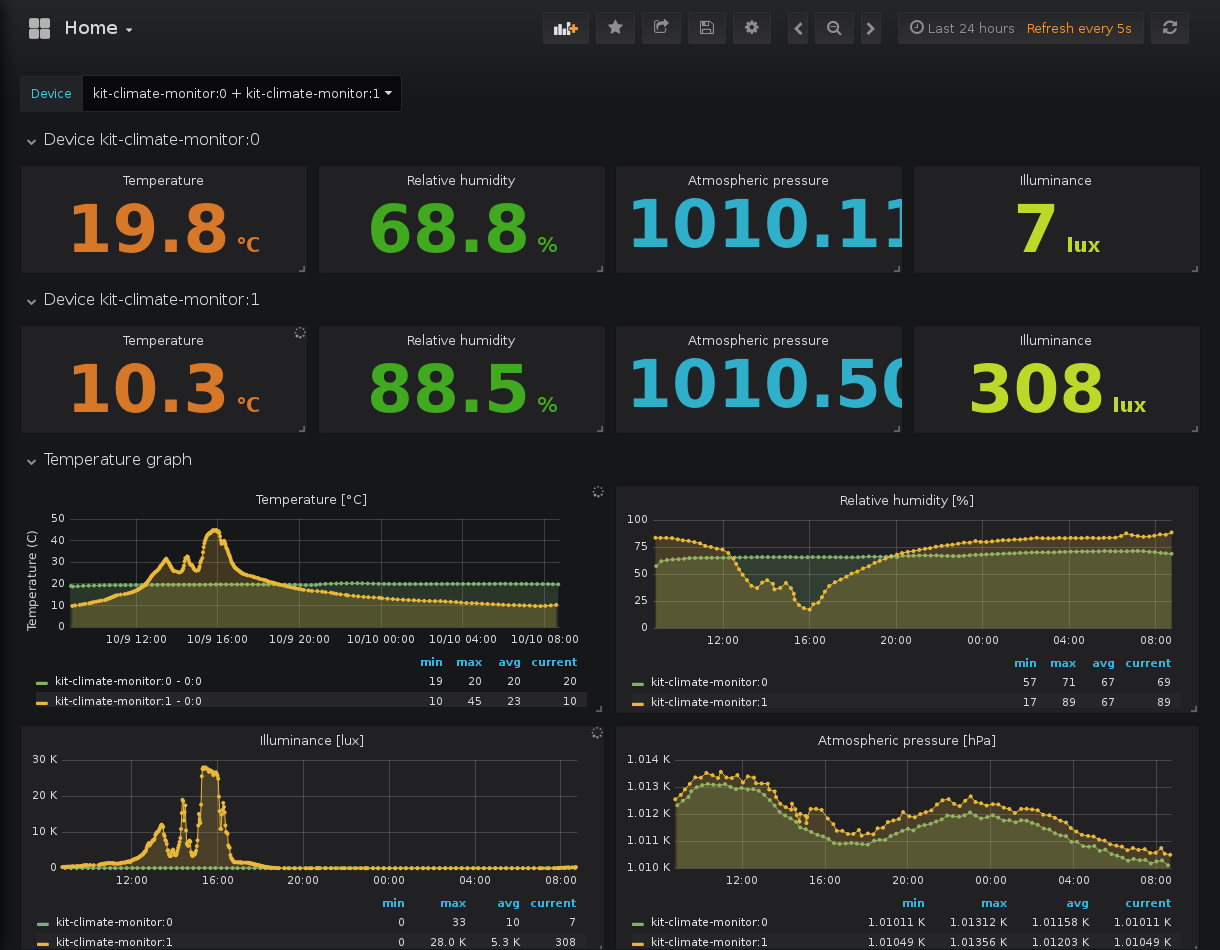 Home
Last 24 hours Refresh every 5s
Device kit-climate-monitor:0 + kit-climate-monitor:1
Device kit-climate-monitor:0
Temperature Relative humidity Atmospheric pressure Illuminance
19.8 °C 68.8 % 1010.11 7 lux
Device kit-climate-monitor:1
Temperature Relative humidity Atmospheric pressure Illuminance
10.3 °C 88.5 % 1010.50 308 lux
Temperature graph
Temperature [°C]
Temperature (C)
50
40
30
20
10
0
10/9 12:00 10/9 16:00 10/9 20:00 10/10 00:00 10/10 04:00 10/10 08:00
min max avg current
kit-climate-monitor:0 - 0:0 19 20 20 20
kit-climate-monitor:1 - 0:0 10 45 23 10
Relative humidity [%]
100
75
50
25
0
12:00 16:00 20:00 00:00 04:00 08:00
min max avg current
kit-climate-monitor:0 57 71 67 69
kit-climate-monitor:1 17 89 67 89
Illuminance [lux]
30 K
20 K
10 K
0
12:00 16:00 20:00 00:00 04:00 08:00
min max avg current
kit-climate-monitor:0 0 33 10 7
kit-climate-monitor:1 0 28.0 K 5.3 K 308
Atmospheric pressure [hPa]
1.014 K
1.013 K
1.012 K
1.011 K
1.010 K
12:00 16:00 20:00 00:00 04:00 08:00
min max avg current
kit-climate-monitor:0 1.01011 K 1.01312 K 1.01158 K 1.01011 K
kit-climate-monitor:1 1.01049 K 1.01356 K 1.01203 K 1.01049 K